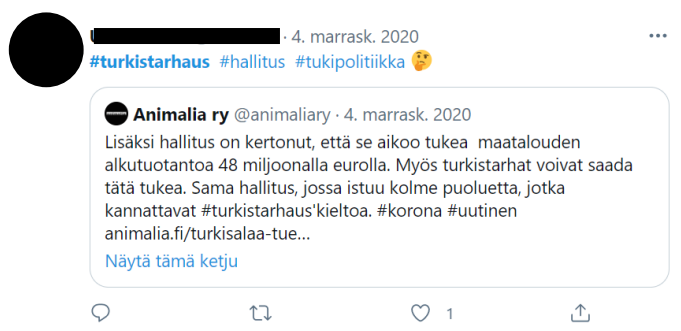 · 4. marrask. 2020
#turkistarhaus #hallitus #tukipolitiikka 🤔
Animalia ry @animaliary · 4. marrask. 2020
Lisäksi hallitus on kertonut, että se aikoo tukea maatalouden
alkutuotantoa 48 miljoonalla eurolla. Myös turkistarhat voivat saada
tätä tukea. Sama hallitus, jossa istuu kolme puoluetta, jotka
kannattavat #turkistarhaus'kieltoa. #korona #uutinen
animalia.fi/turkisalaa-tue…
Näytä tämä ketju
1